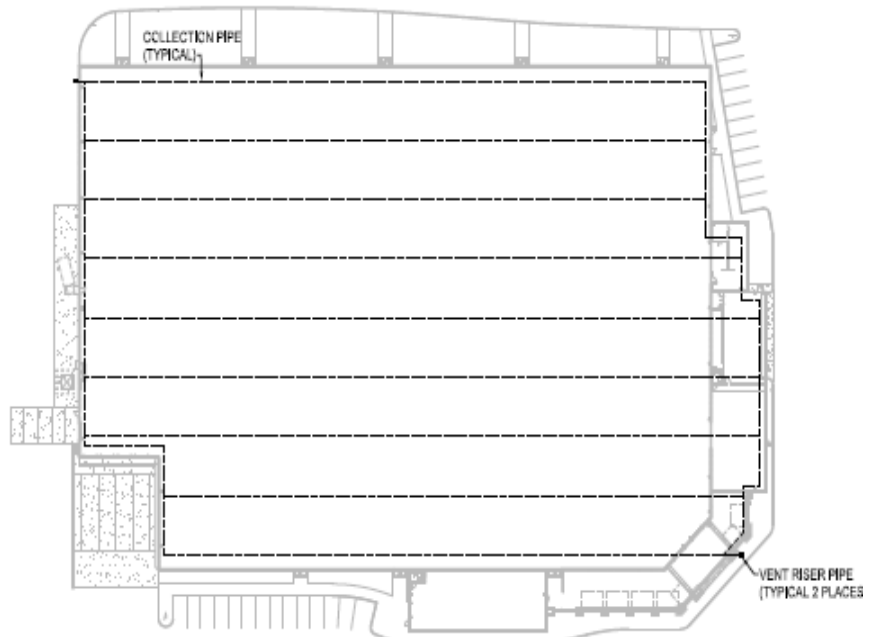 COLLECTION PIPE
(TYPICAL)
VENT RISER PIPE
(TYPICAL 2 PLACES